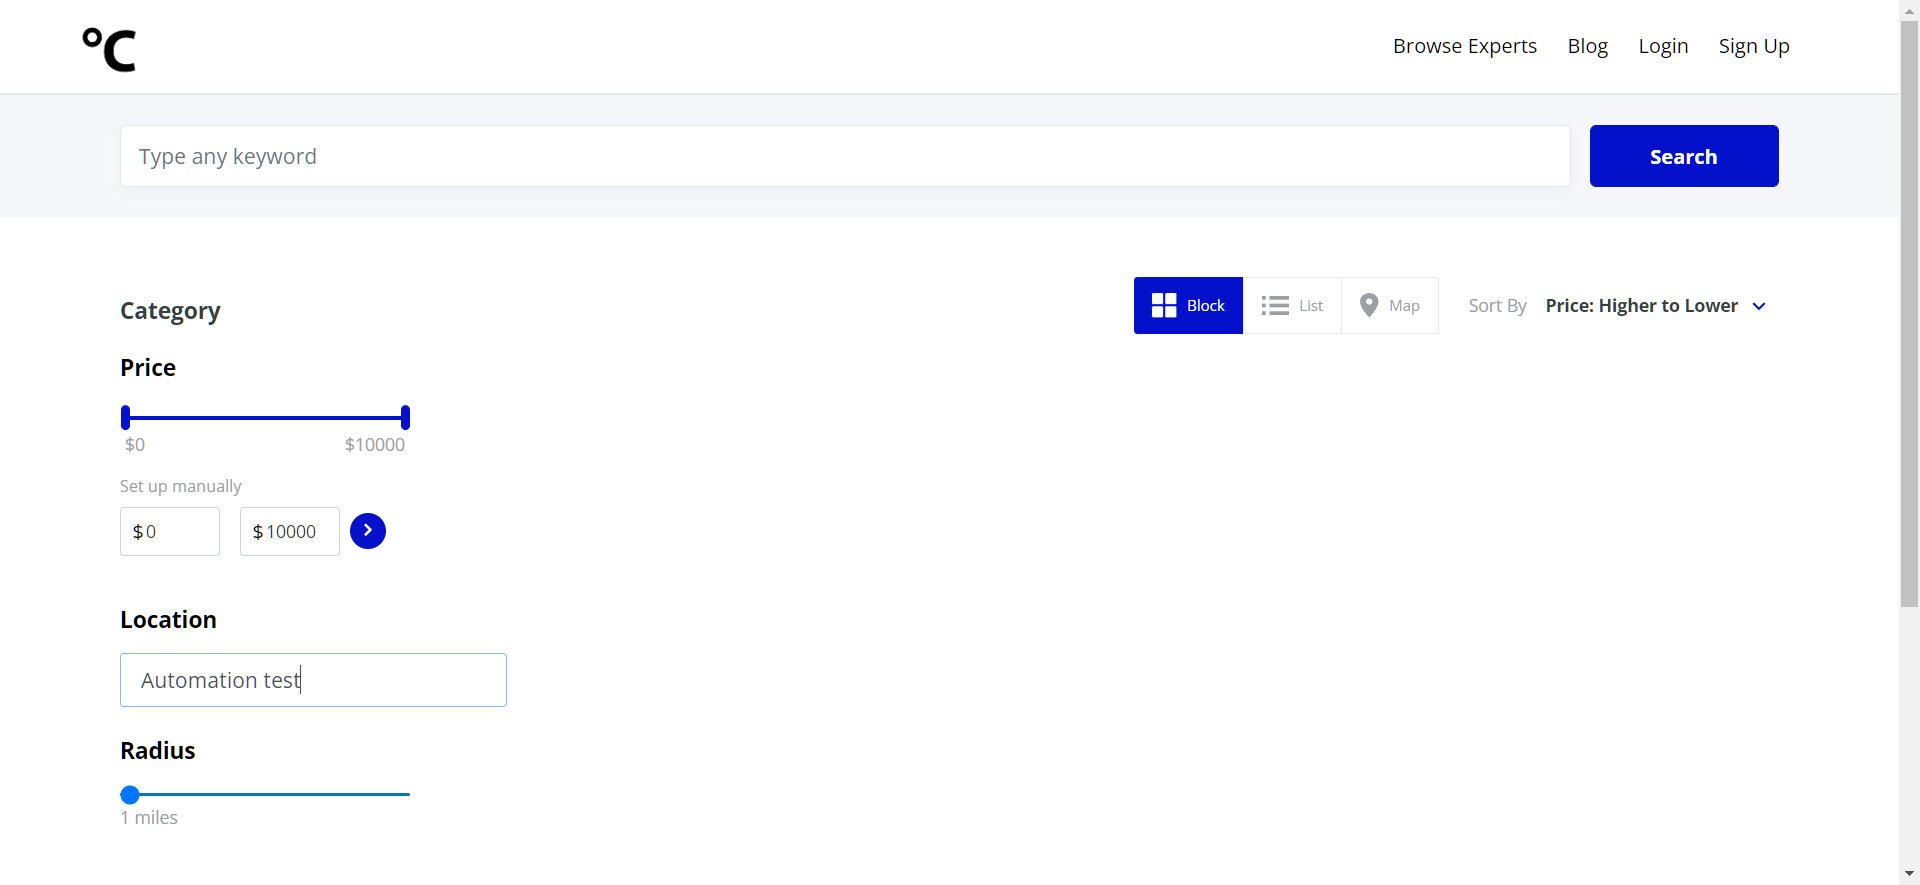 °C
Browse Experts
Blog
Login
Sign Up
Type any keyword
Search
Category
Block
List
Map
Sort By
Price: Higher to Lower
Price
$0
$10000
Set up manually
$ 0
$ 10000
Location
Automation test
Radius
1 miles